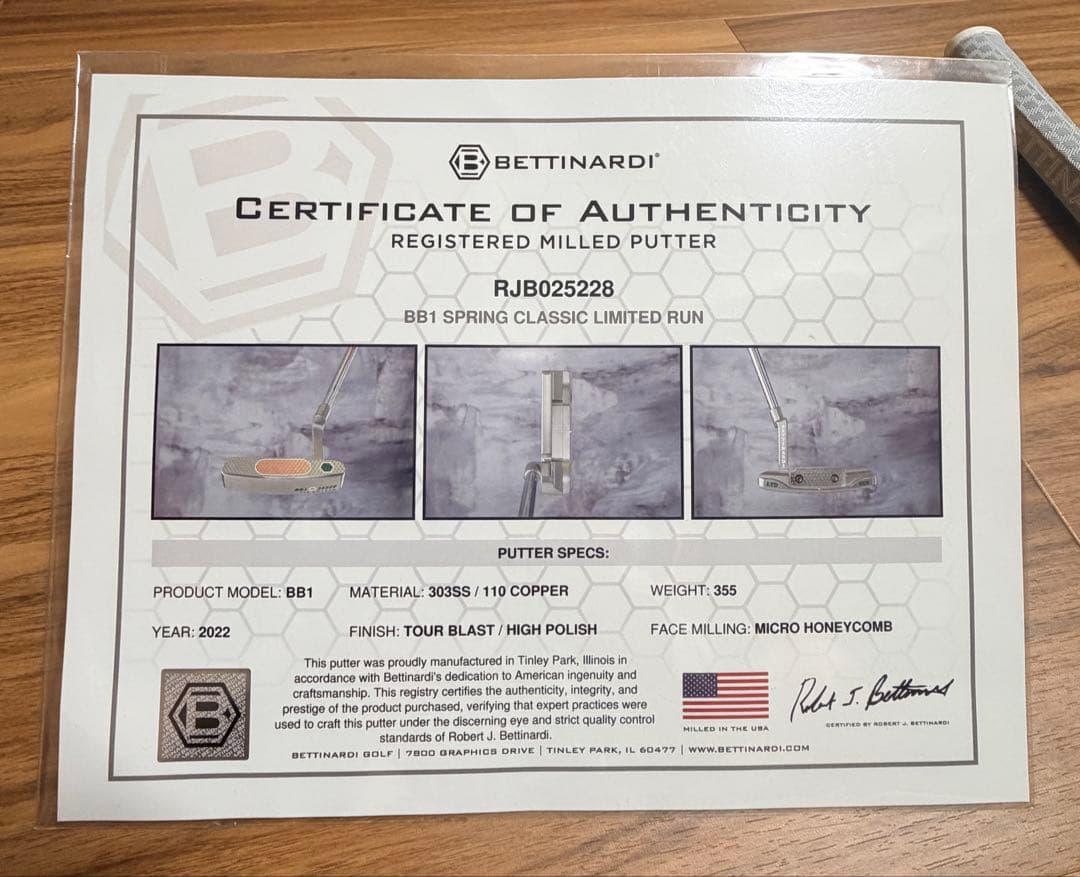 BETTINARDI®
CERTIFICATE OF AUTHENTICITY
REGISTERED MILLED PUTTER
RJB025228
BB1 SPRING CLASSIC LIMITED RUN
PUTTER SPECS:
PRODUCT MODEL: BB1 MATERIAL: 303SS / 110 COPPER WEIGHT: 355
YEAR: 2022 FINISH: TOUR BLAST / HIGH POLISH FACE MILLING: MICRO HONEYCOMB
This putter was proudly manufactured in Tinley Park, Illinois in
accordance with Bettinardi's dedication to American ingenuity and
craftsmanship. This registry certifies the authenticity, integrity, and
prestige of the product purchased, verifying that expert practices were
used to craft this putter under the discerning eye and strict quality control
standards of Robert J. Bettinardi.
MILLED IN THE USA
Robert J. Bettinardi
CERTIFIED BY ROBERT J. BETTINARDI
BETTINARDI GOLF | 7800 GRAPHICS DRIVE | TINLEY PARK, IL 60477 | WWW.BETTINARDI.COM